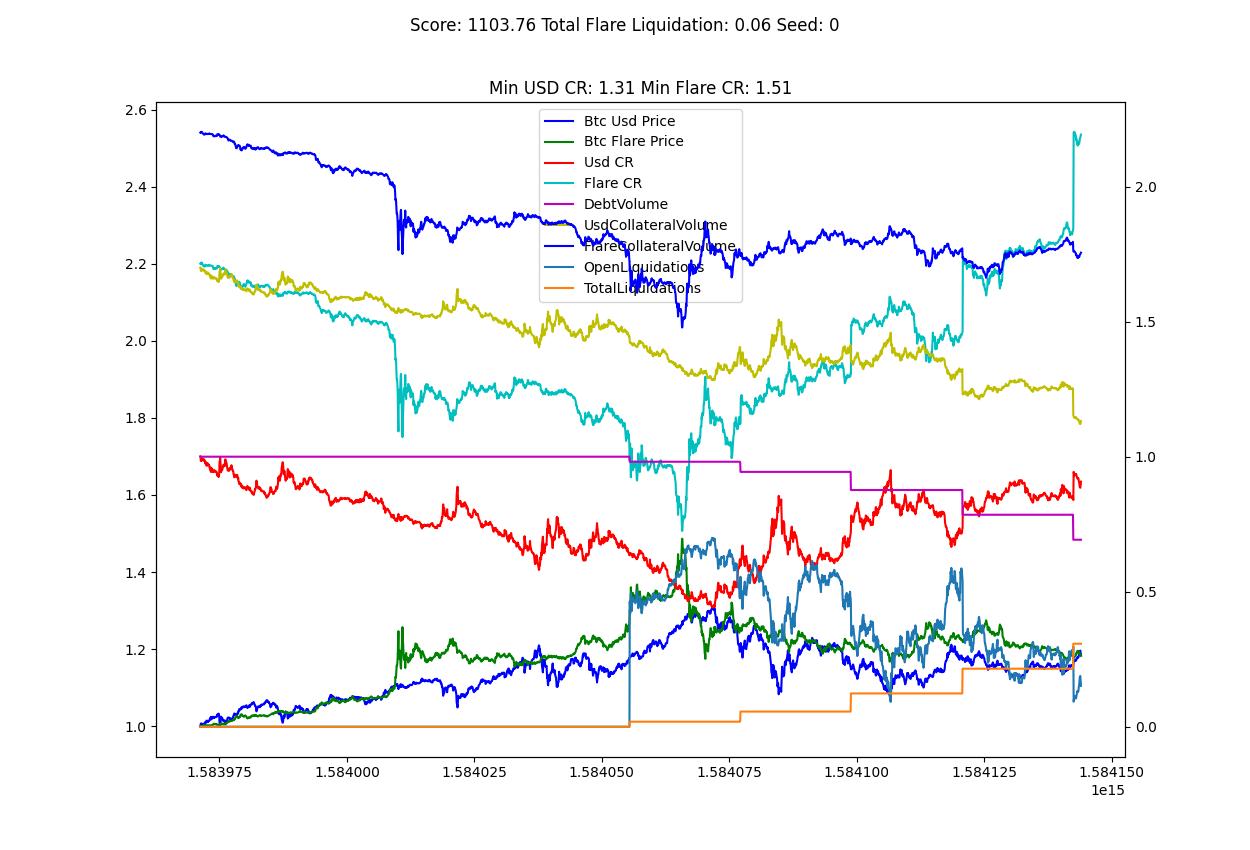 Score: 1103.76 Total Flare Liquidation: 0.06 Seed: 0
Min USD CR: 1.31 Min Flare CR: 1.51
Btc Usd Price
Btc Flare Price
Usd CR
Flare CR
DebtVolume
UsdCollateralVolume
FlareCollateralVolume
OpenLiquidations
TotalLiquidations
2.6
2.4
2.2
2.0
1.8
1.6
1.4
1.2
1.0
2.0
1.5
1.0
0.5
0.0
1.583975 1.584000 1.584025 1.584050 1.584075 1.584100 1.584125 1.584150
1e15